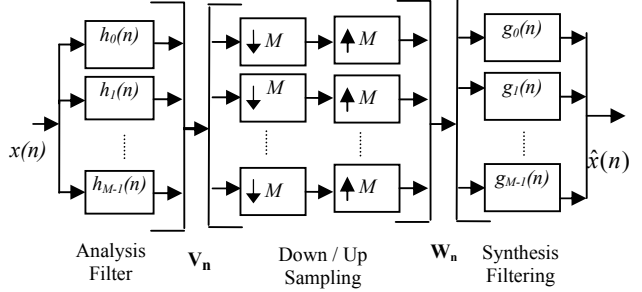 h₀(n) ↓ M ↑ M g₀(n)
h₁(n) ↓ M ↑ M g₁(n)
x(n) ........ ........ ........ ........ x̂(n)
hM-1(n) ↓ M ↑ M gM-1(n)
Analysis Filter
Vₙ
Down / Up Sampling
Wₙ
Synthesis Filtering